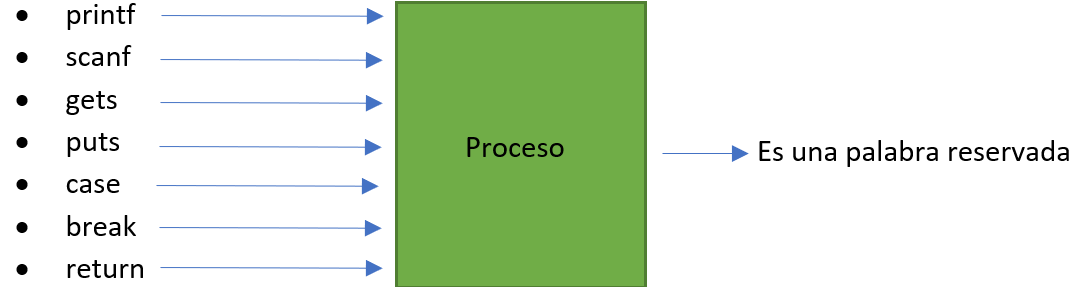 • printf
• scanf
• gets
• puts
• case
• break
• return
Proceso
Es una palabra reservada